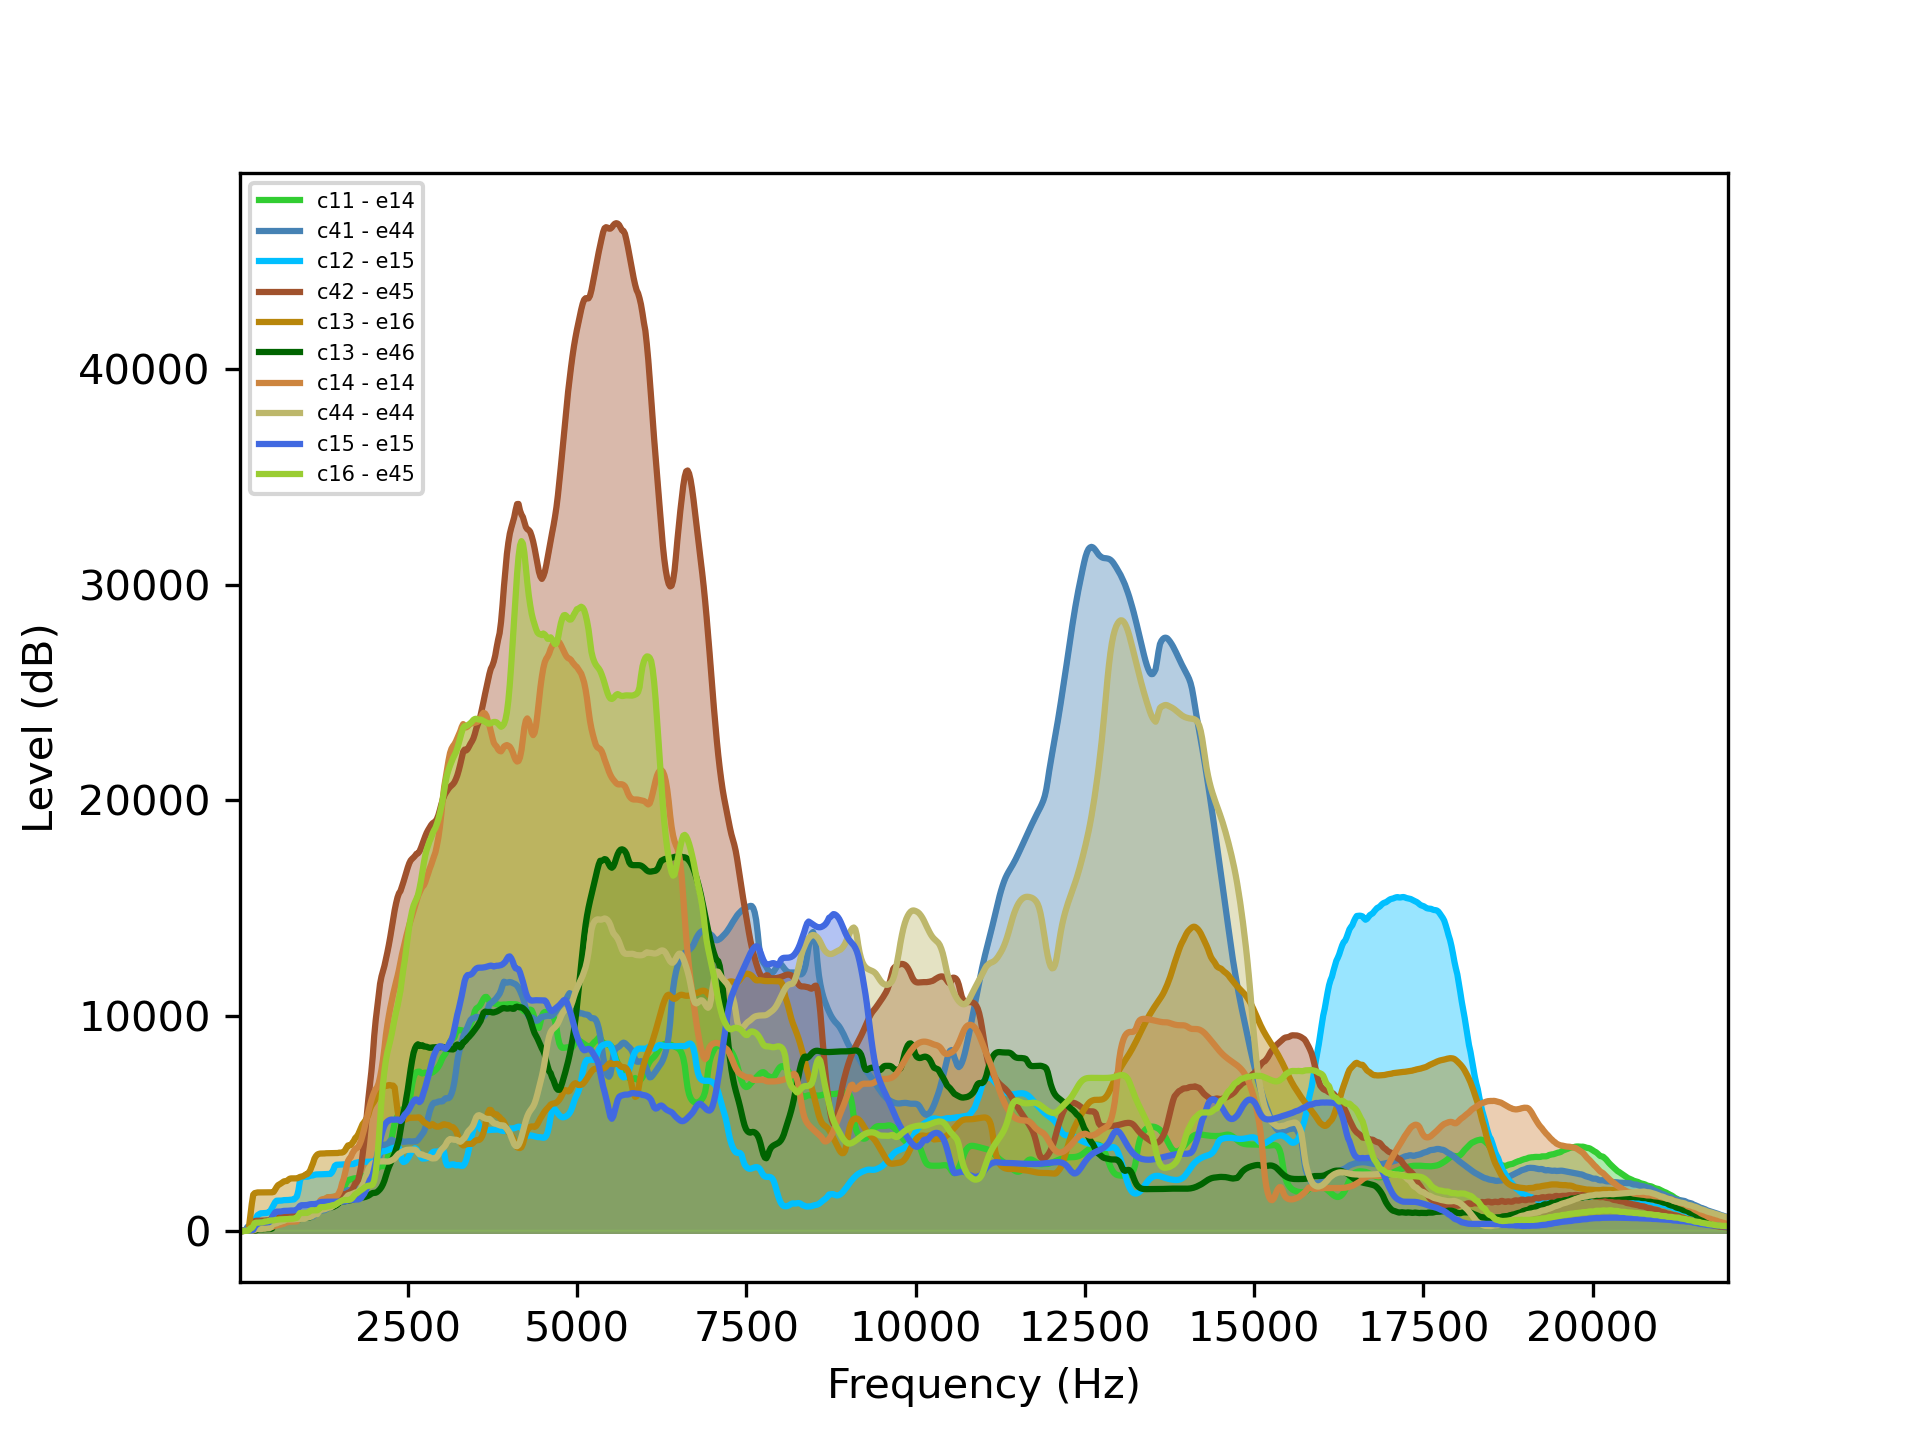 c11 - e14
c41 - e44
c12 - e15
c42 - e45
c13 - e16
c13 - e46
c14 - e14
c44 - e44
c15 - e15
c16 - e45
Level (dB)
40000
30000
20000
10000
0
2500 5000 7500 10000 12500 15000 17500 20000
Frequency (Hz)